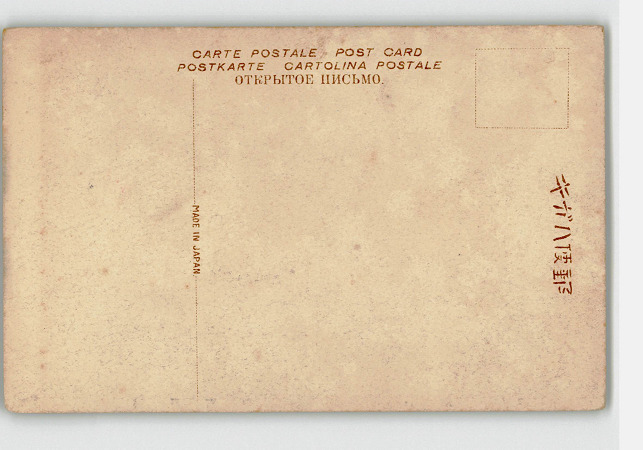 CARTE POSTALE. POST CARD
POSTKARTE CARTOLINA POSTALE
ОТКРЫТОЕ ПИСЬМО.
MADE IN JAPAN.
キガハ便郵